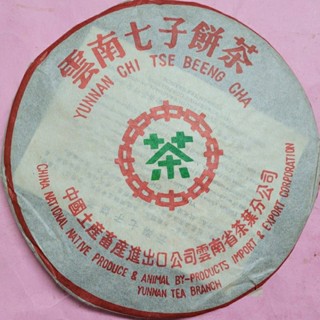 雲南七子餅茶
YUNNAN CHI TSE BEENG CHA
茶
中國土產畜產進出口公司雲南省茶葉分公司
CHINA NATIONAL NATIVE PRODUCE & ANIMAL BY-PRODUCTS IMPORT & EXPORT CORPORATION
YUNNAN TEA BRANCH